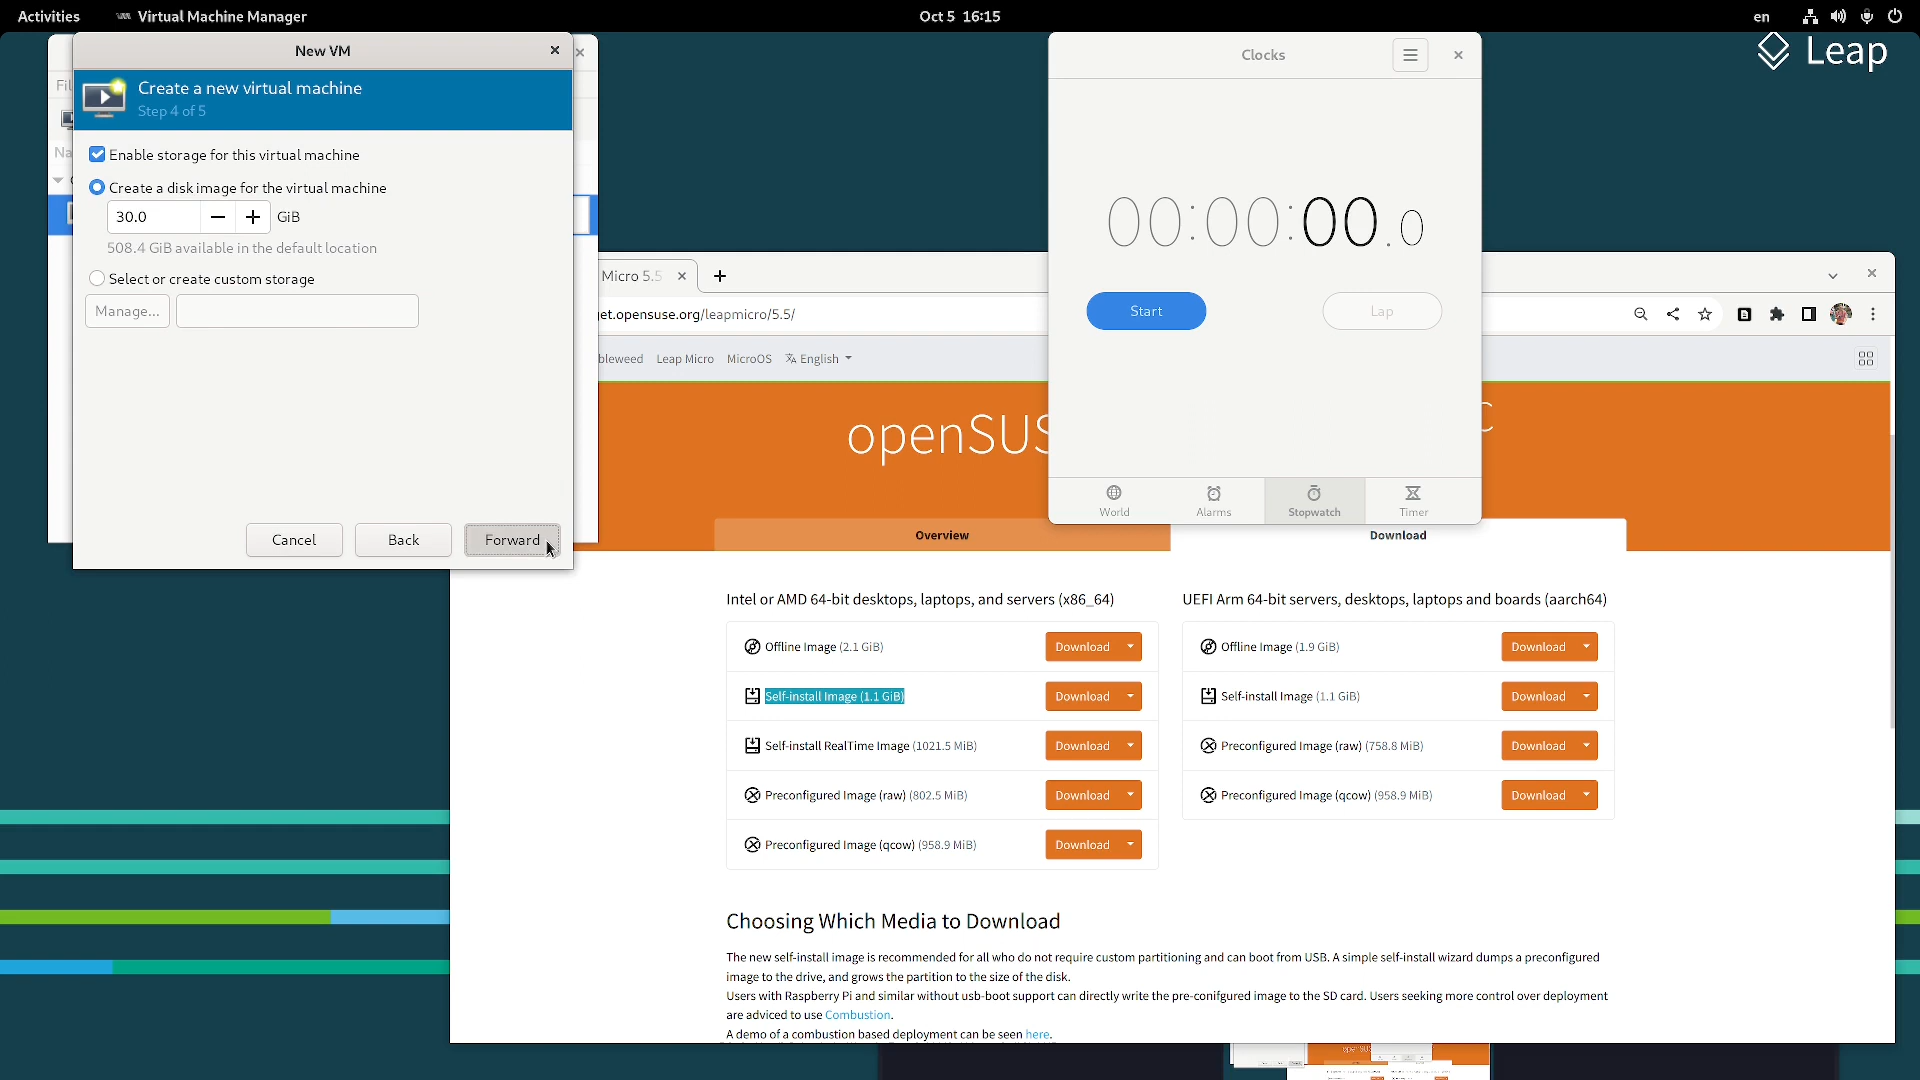 Activities
Virtual Machine Manager
Oct 5 16:15
en
Leap
New VM
Create a new virtual machine
Step 4 of 5
Enable storage for this virtual machine
Create a disk image for the virtual machine
30.0
GiB
508.4 GiB available in the default location
Select or create custom storage
Manage...
Cancel
Back
Forward
Clocks
00:00:00.0
Start
Lap
World
Alarms
Stopwatch
Timer
Micro 5.5
get.opensuse.org/leapmicro/5.5/
Leap Micro
MicroOS
English
openSUS
Overview
Download
Intel or AMD 64-bit desktops, laptops, and servers (x86_64)
Offline Image (2.1 GiB)
Download
Self-install Image (1.1 GiB)
Download
Self-install RealTime Image (1021.5 MiB)
Download
Preconfigured Image (raw) (802.5 MiB)
Download
Preconfigured Image (qcow) (958.9 MiB)
Download
UEFI Arm 64-bit servers, desktops, laptops and boards (aarch64)
Offline Image (1.9 GiB)
Download
Self-install Image (1.1 GiB)
Download
Preconfigured Image (raw) (758.8 MiB)
Download
Preconfigured Image (qcow) (958.9 MiB)
Download
Choosing Which Media to Download
The new self-install image is recommended for all who do not require custom partitioning and can boot from USB. A simple self-install wizard dumps a preconfigured
image to the drive, and grows the partition to the size of the disk.
Users with Raspberry Pi and similar without usb-boot support can directly write the pre-conifgured image to the SD card. Users seeking more control over deployment
are adviced to use Combustion.
A demo of a combustion based deployment can be seen here.